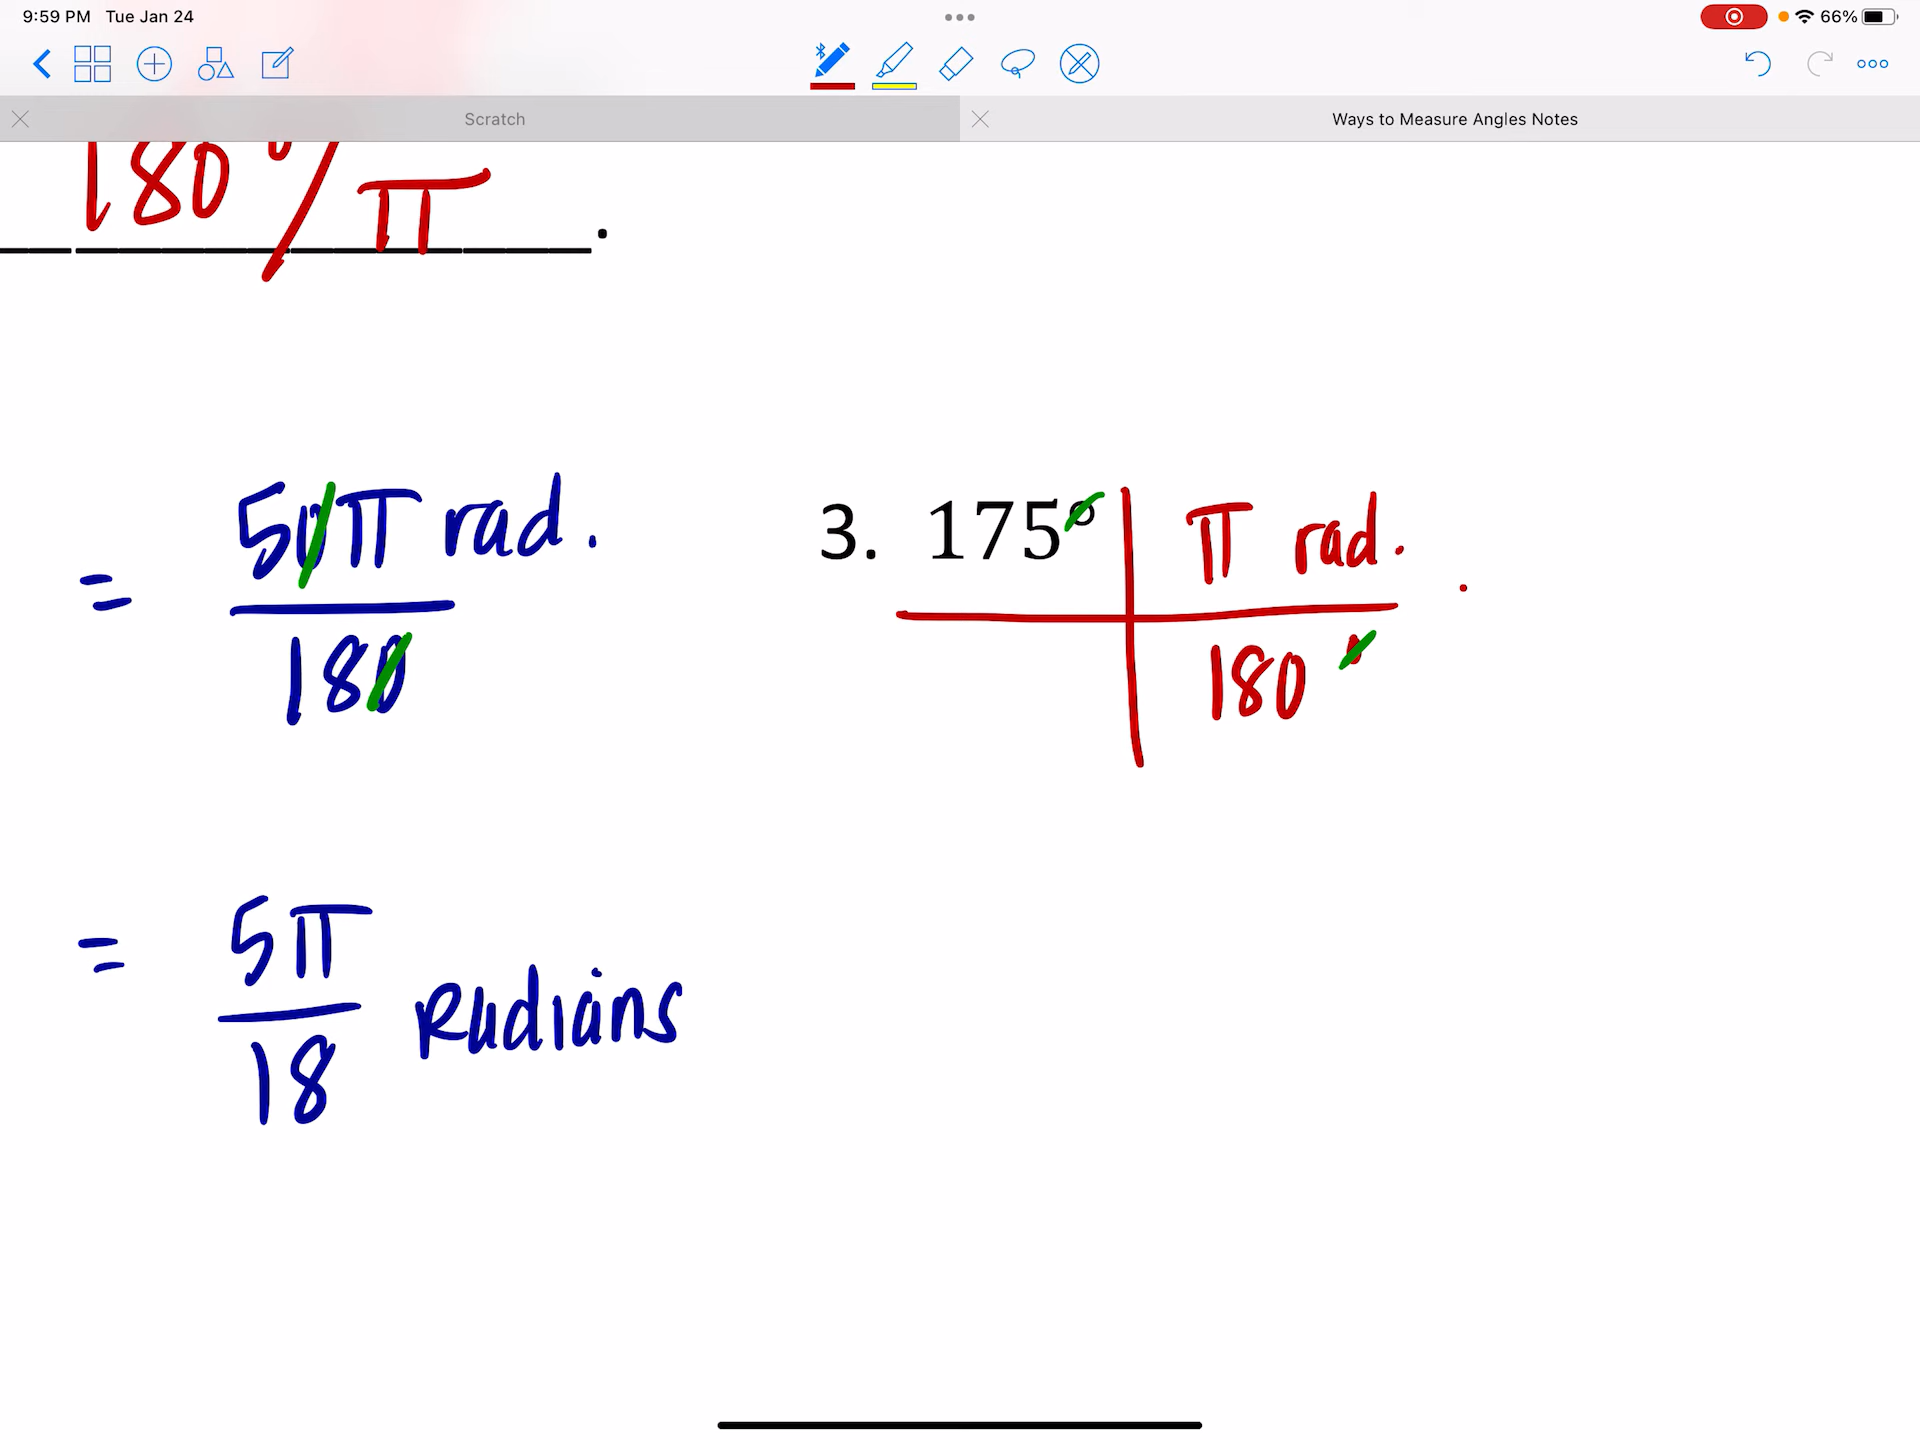 9:59 PM Tue Jan 24
66%
Scratch
Ways to Measure Angles Notes
180°/π.
= 50π rad.
180
3. 175° π rad.
180°
= 5π
18 Radians